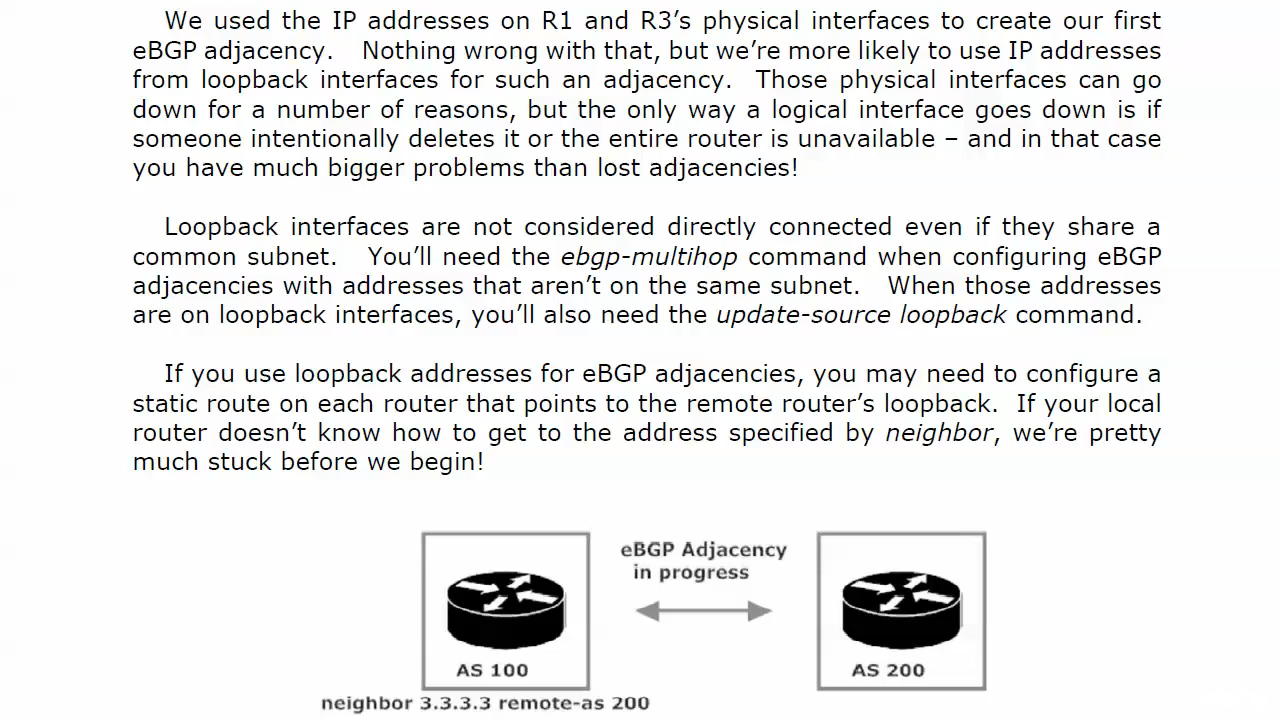 We used the IP addresses on R1 and R3’s physical interfaces to create our first
eBGP adjacency. Nothing wrong with that, but we’re more likely to use IP addresses
from loopback interfaces for such an adjacency. Those physical interfaces can go
down for a number of reasons, but the only way a logical interface goes down is if
someone intentionally deletes it or the entire router is unavailable – and in that case
you have much bigger problems than lost adjacencies!
Loopback interfaces are not considered directly connected even if they share a
common subnet. You’ll need the ebgp-multihop command when configuring eBGP
adjacencies with addresses that aren’t on the same subnet. When those addresses
are on loopback interfaces, you’ll also need the update-source loopback command.
If you use loopback addresses for eBGP adjacencies, you may need to configure a
static route on each router that points to the remote router’s loopback. If your local
router doesn’t know how to get to the address specified by neighbor, we’re pretty
much stuck before we begin!
eBGP Adjacency
in progress
AS 100
AS 200
neighbor 3.3.3.3 remote-as 200